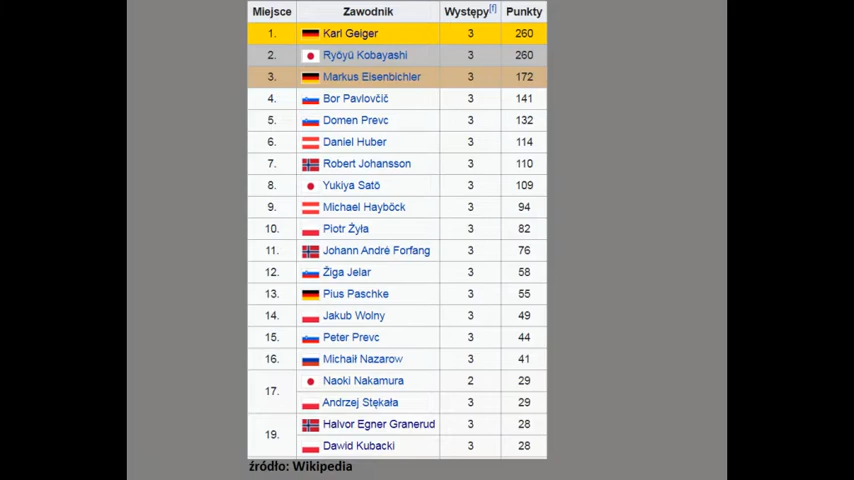 Miejsce Zawodnik Występy[f] Punkty
1. Karl Geiger 3 260
2. Ryōyū Kobayashi 3 260
3. Markus Eisenbichler 3 172
4. Bor Pavlovčič 3 141
5. Domen Prevc 3 132
6. Daniel Huber 3 114
7. Robert Johansson 3 110
8. Yukiya Satō 3 109
9. Michael Hayböck 3 94
10. Piotr Żyła 3 82
11. Johann André Forfang 3 76
12. Žiga Jelar 3 58
13. Pius Paschke 3 55
14. Jakub Wolny 3 49
15. Peter Prevc 3 44
16. Michaił Nazarow 3 41
17. Naoki Nakamura 2 29
Andrzej Stękała 3 29
19. Halvor Egner Granerud 3 28
Dawid Kubacki 3 28
źródło: Wikipedia